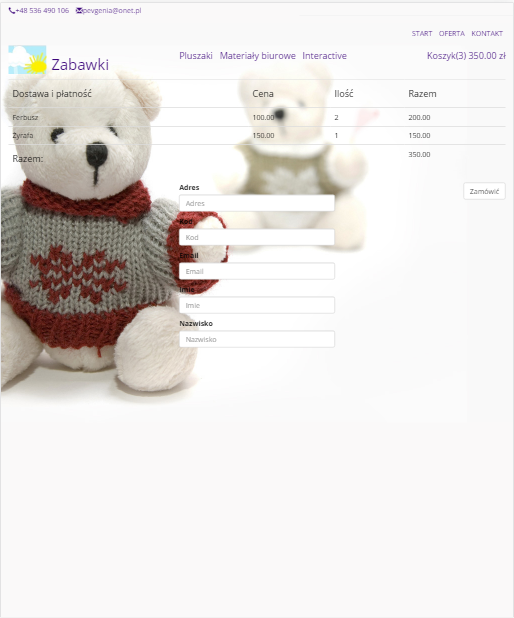 +48 536 490 106 pevgenia@onet.pl
START OFERTA KONTAKT
Zabawki
Pluszaki Materiały biurowe Interactive
Koszyk(3) 350.00 zł
Dostawa i płatność Cena Ilość Razem
Ferbusz 100.00 2 200.00
Żyrafa 150.00 1 150.00
Razem: 350.00
Adres
Adres
Zamówić
Kod
Kod
Email
Email
Imie
Imie
Nazwisko
Nazwisko